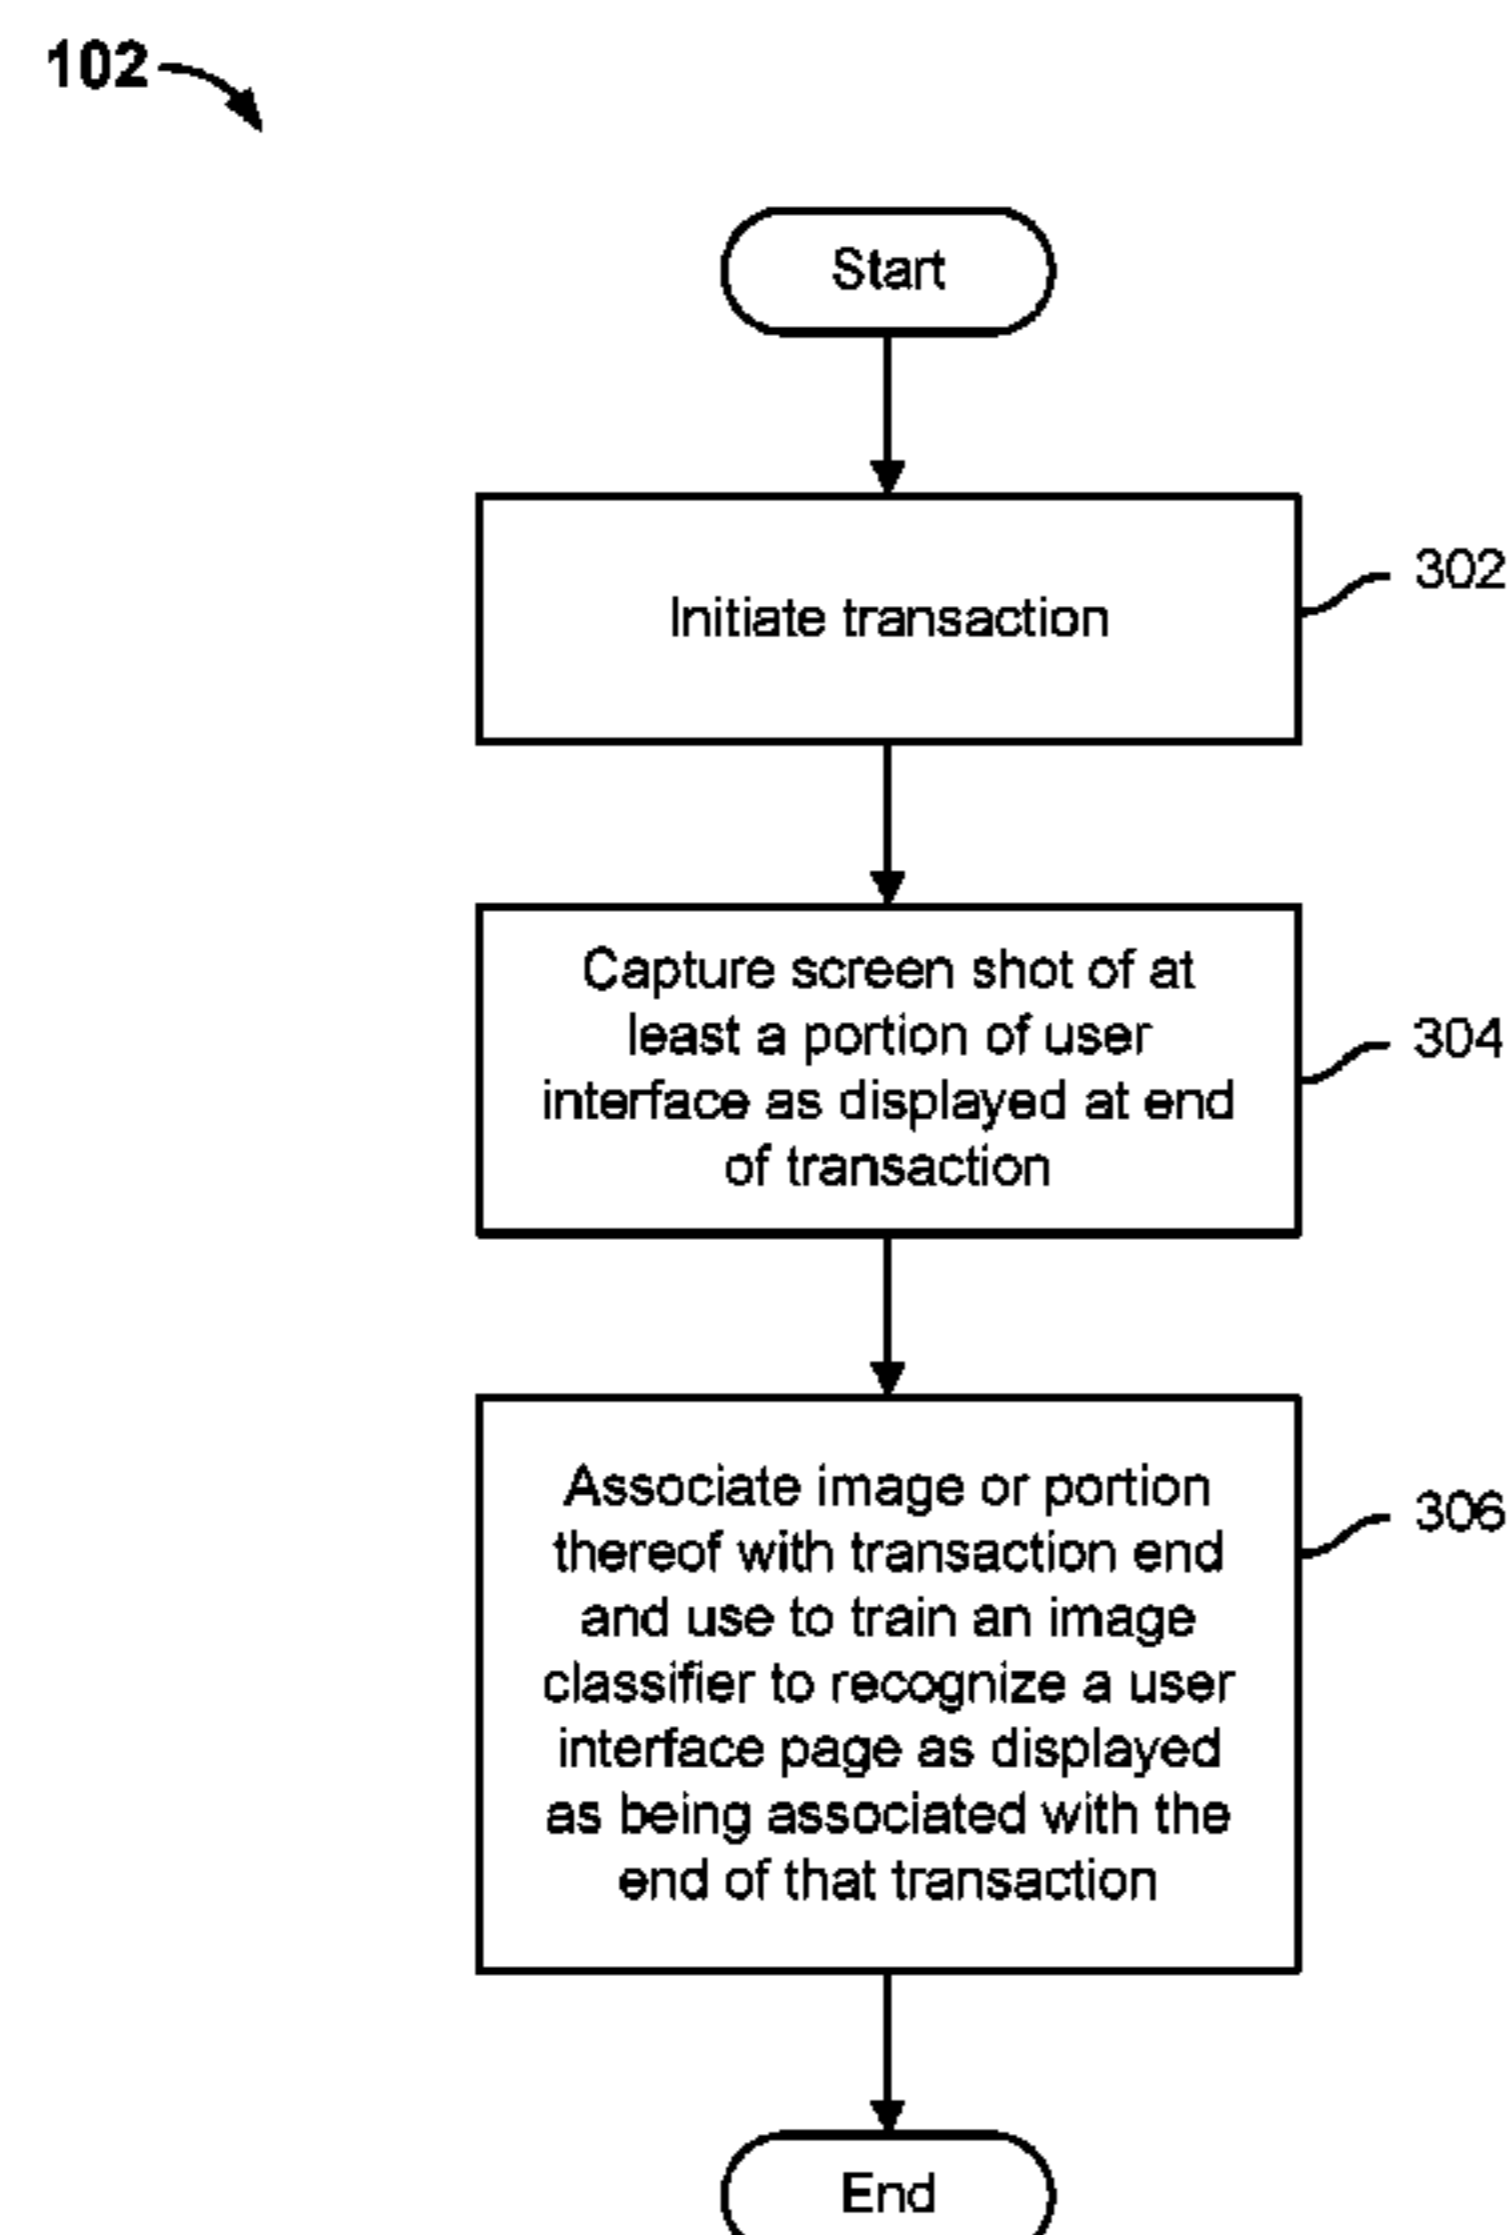 102
Start
Initiate transaction
302
Capture screen shot of at
least a portion of user
interface as displayed at end
of transaction
304
Associate image or portion
thereof with transaction end
and use to train an image
classifier to recognize a user
interface page as displayed
as being associated with the
end of that transaction
306
End